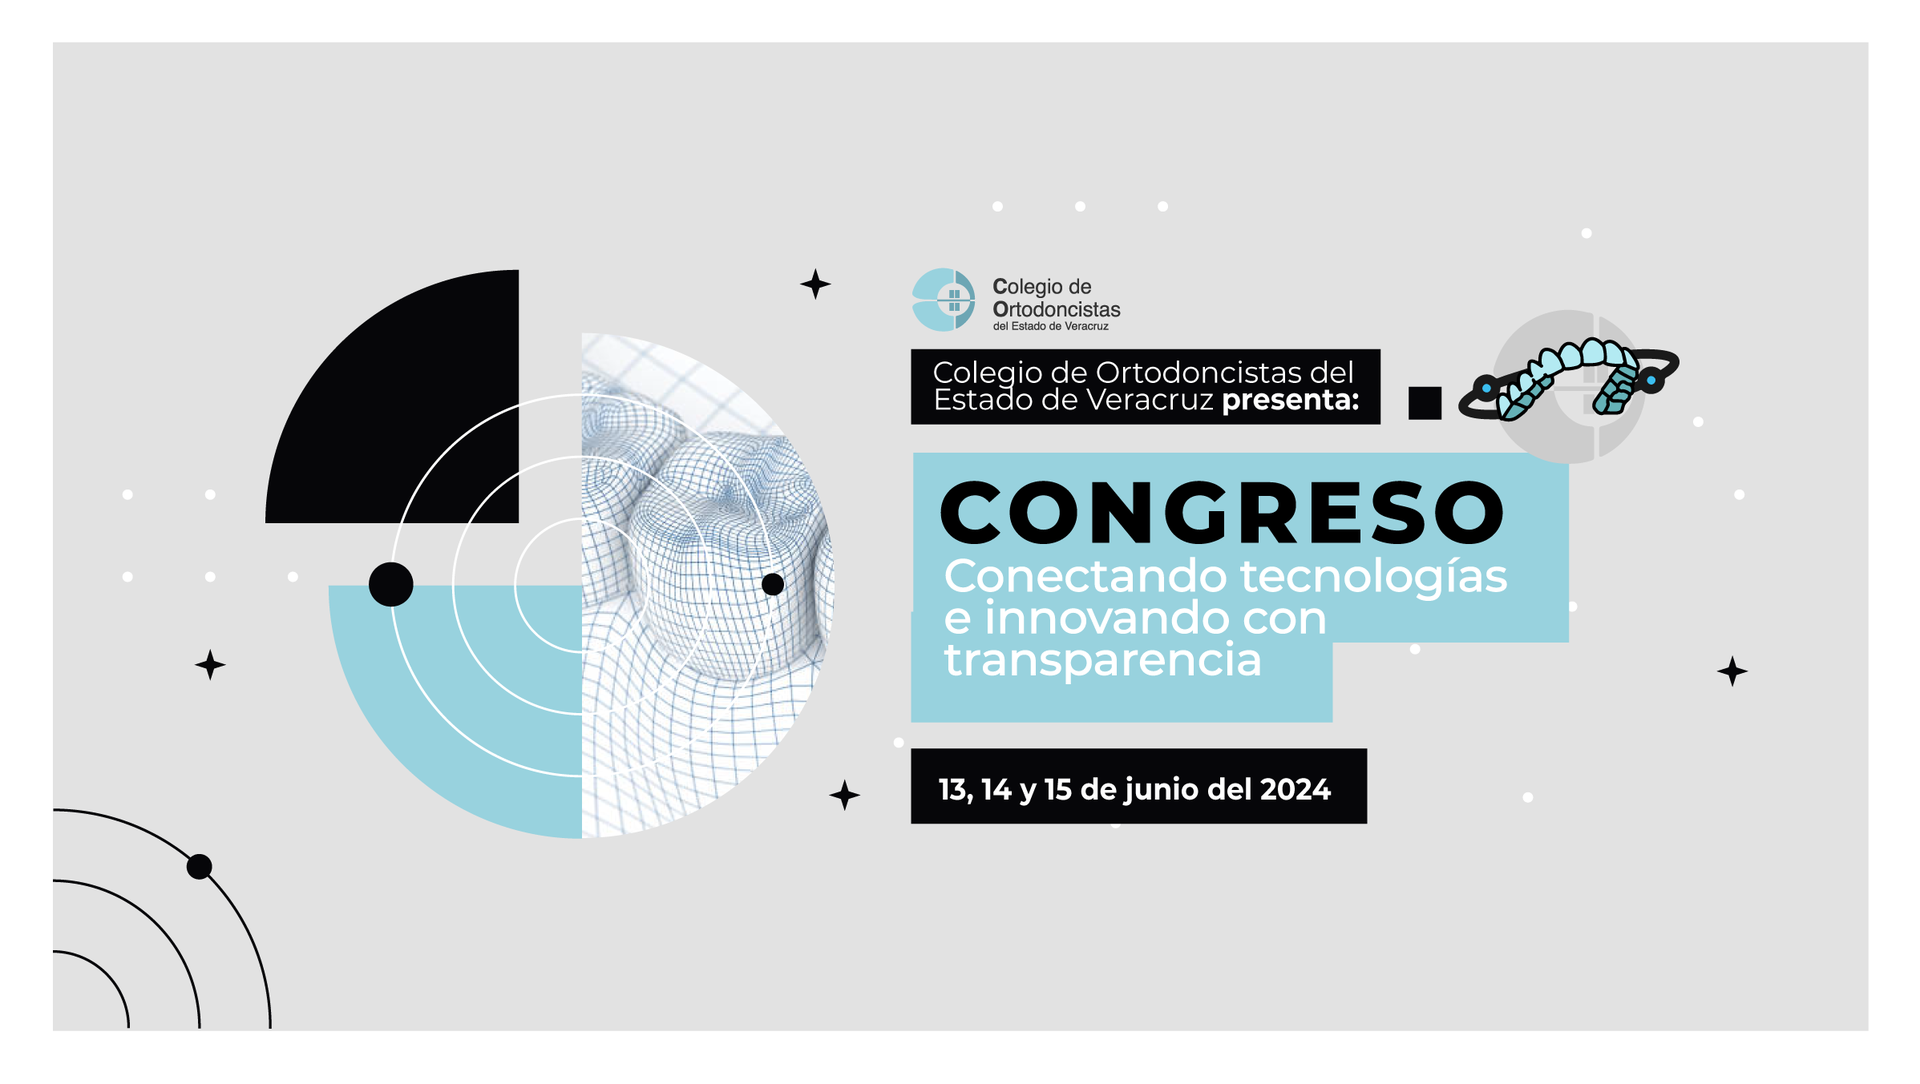 Colegio de
Ortodoncistas
del Estado de Veracruz
Colegio de Ortodoncistas del
Estado de Veracruz presenta:
CONGRESO
Conectando tecnologías
e innovando con
transparencia
13, 14 y 15 de junio del 2024